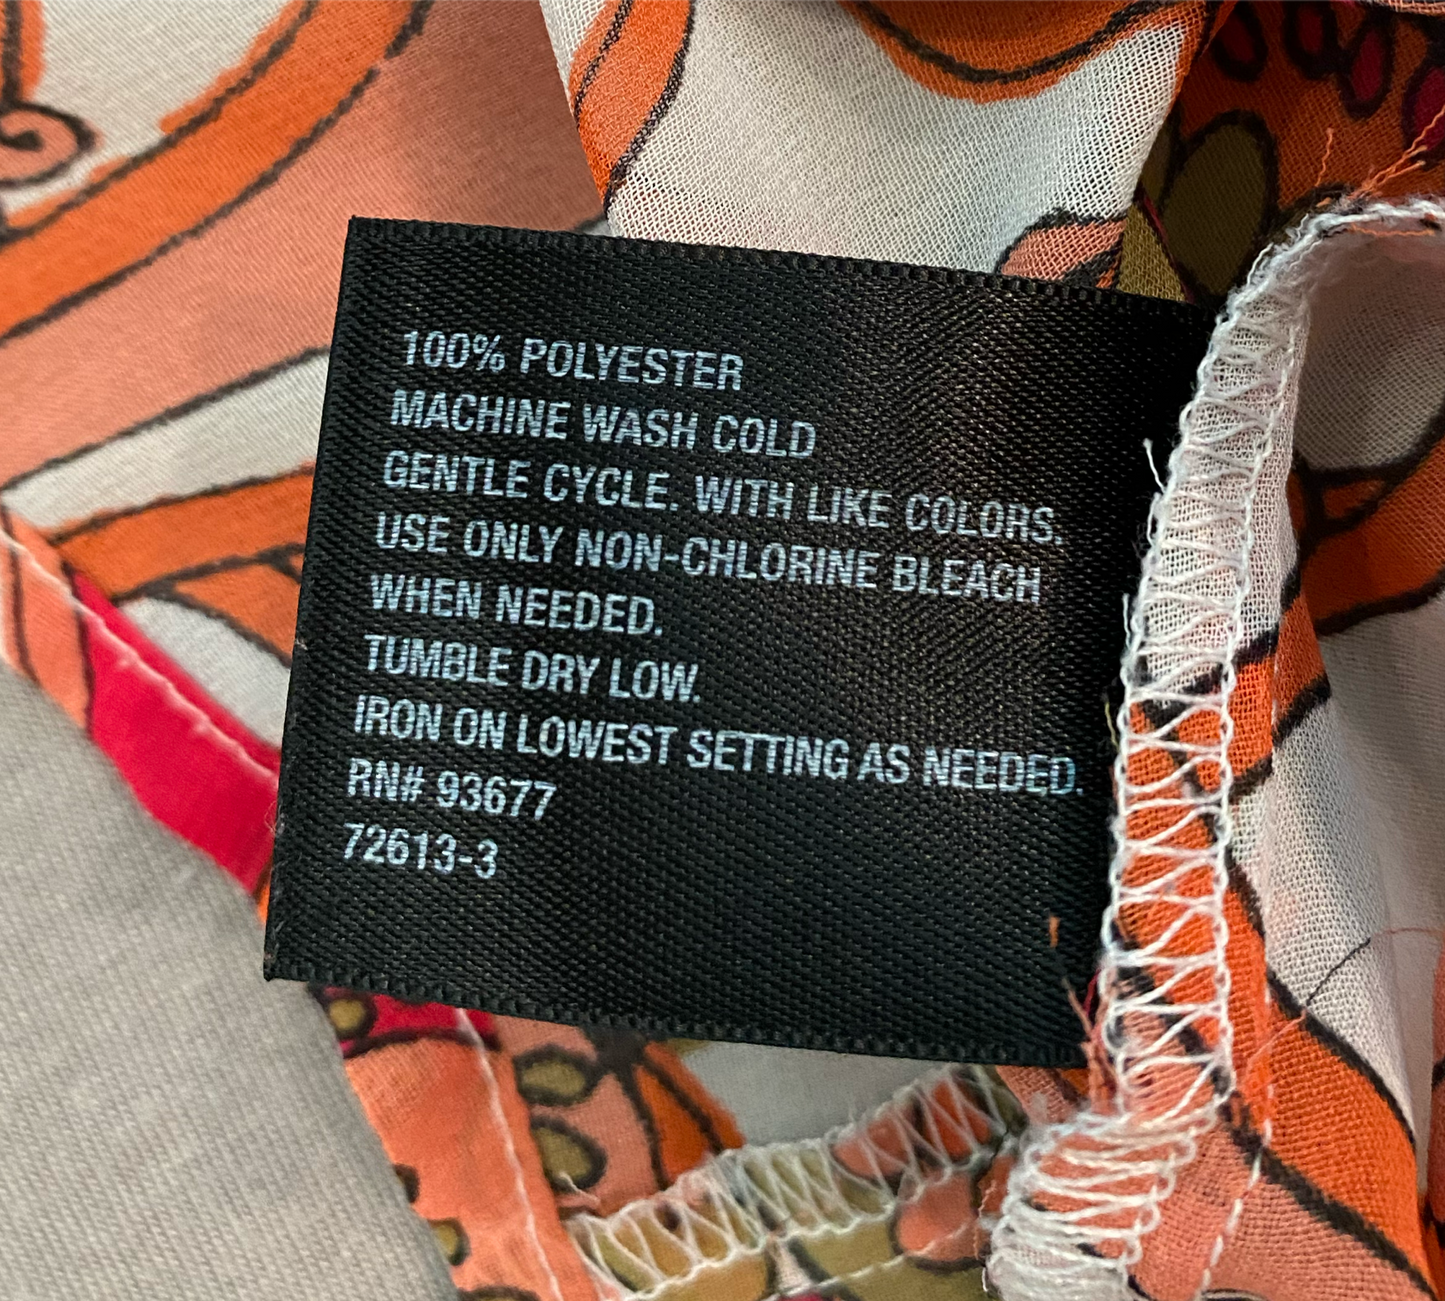 100% POLYESTER
MACHINE WASH COLD
GENTLE CYCLE. WITH LIKE COLORS.
USE ONLY NON-CHLORINE BLEACH
WHEN NEEDED.
TUMBLE DRY LOW.
IRON ON LOWEST SETTING AS NEEDED.
RN# 93677
72613-3